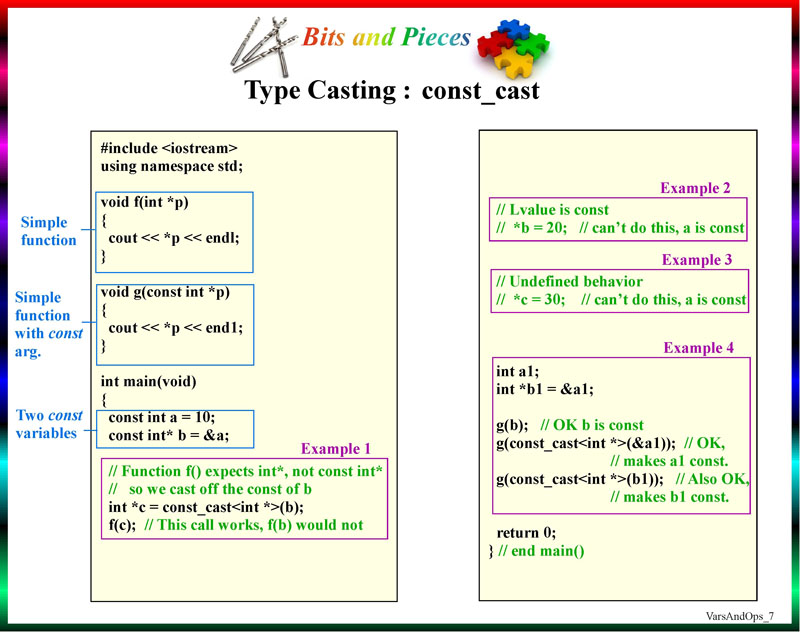 Bits and Pieces
Type Casting : const_cast
#include <iostream>
using namespace std;
Simple
function
void f(int *p)
{
cout << *p << endl;
}
Simple
function
with const
arg.
void g(const int *p)
{
cout << *p << end1;
}
int main(void)
{
Two const
variables
const int a = 10;
const int* b = &a;
Example 1
// Function f() expects int*, not const int*
// so we cast off the const of b
int *c = const_cast<int *>(b);
f(c); // This call works, f(b) would not
Example 2
// Lvalue is const
// *b = 20; // can't do this, a is const
Example 3
// Undefined behavior
// *c = 30; // can't do this, a is const
Example 4
int a1;
int *b1 = &a1;
g(b); // OK b is const
g(const_cast<int *>(&a1)); // OK,
// makes a1 const.
g(const_cast<int *>(b1)); // Also OK,
// makes b1 const.
return 0;
} // end main()
VarsAndOps_7